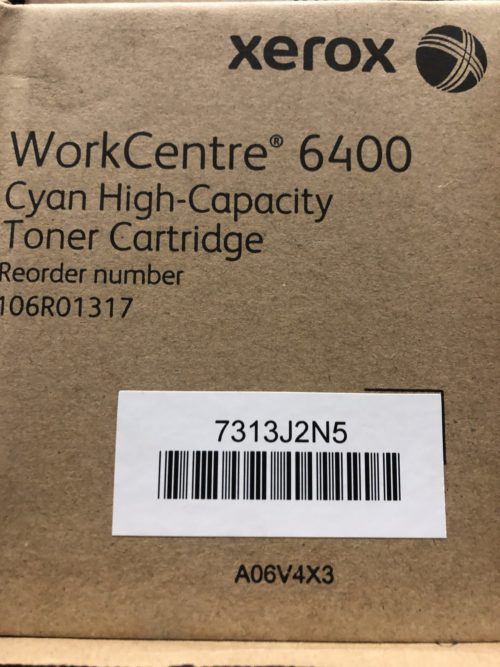 xerox
WorkCentre® 6400
Cyan High-Capacity
Toner Cartridge
Reorder number
106R01317
7313J2N5
A06V4X3